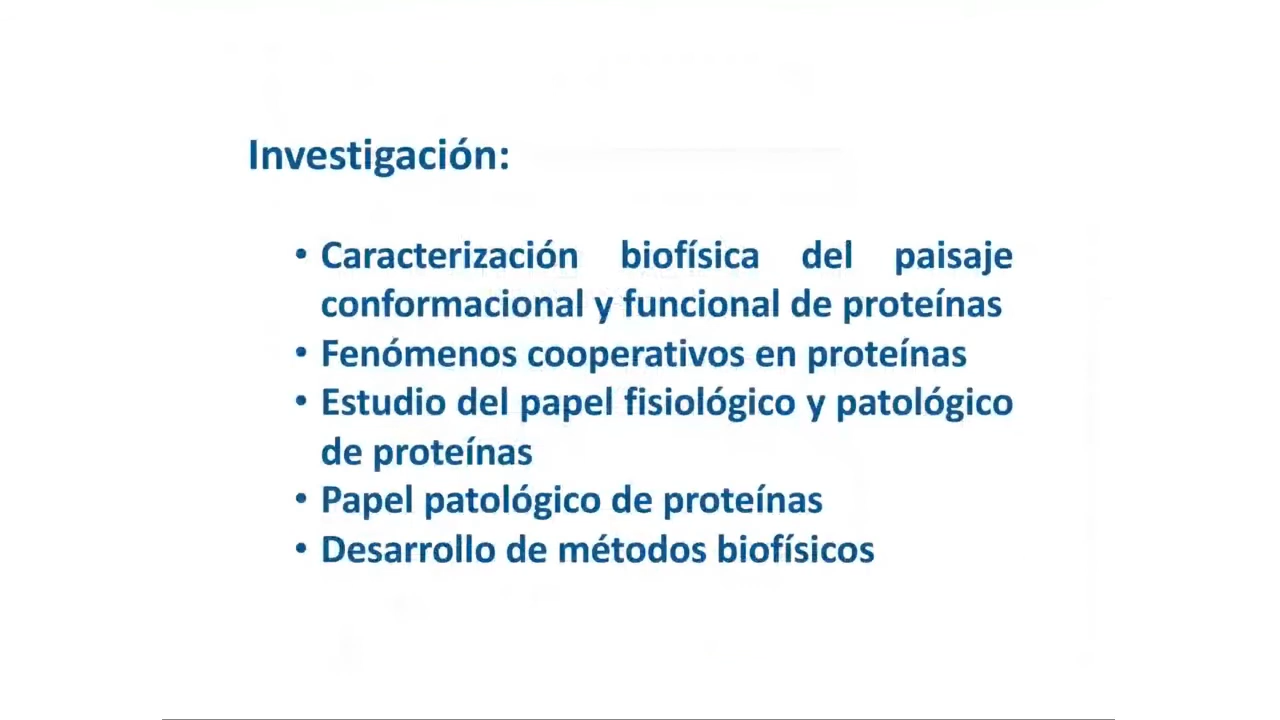 Investigación:
• Caracterización biofísica del paisaje
conformacional y funcional de proteínas
• Fenómenos cooperativos en proteínas
• Estudio del papel fisiológico y patológico
de proteínas
• Papel patológico de proteínas
• Desarrollo de métodos biofísicos